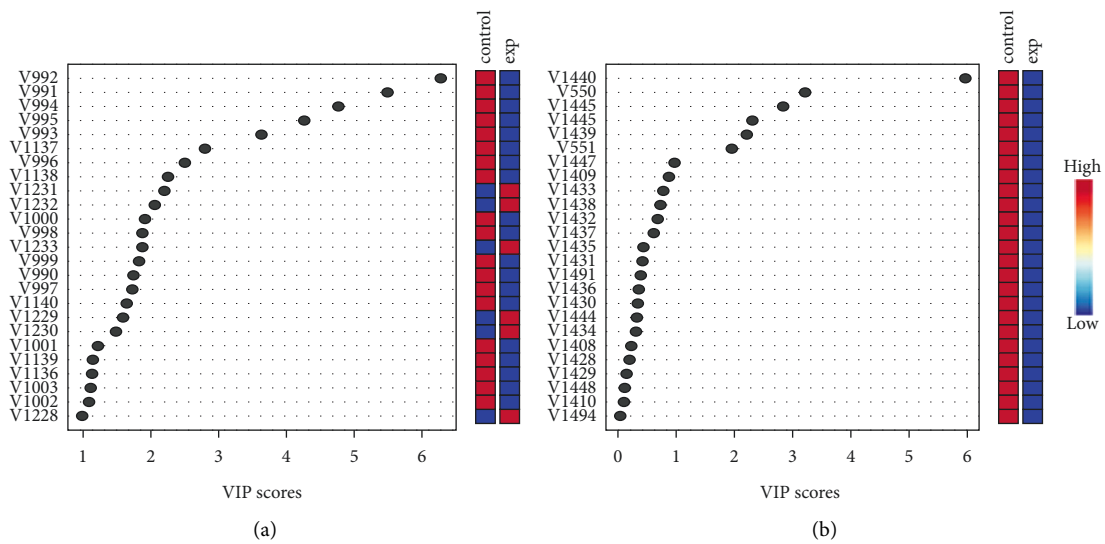 control
exp
V992
V991
V994
V995
V993
V1137
V996
V1138
V1231
V1232
V1000
V998
V1233
V999
V990
V997
V1140
V1229
V1230
V1001
V1139
V1136
V1003
V1002
V1228
1 2 3 4 5 6
VIP scores
(a)
control
exp
V1440
V550
V1445
V1445
V1439
V551
V1447
V1409
V1433
V1438
V1432
V1437
V1435
V1431
V1491
V1436
V1430
V1444
V1434
V1408
V1428
V1429
V1448
V1410
V1494
0 1 2 3 4 5 6
VIP scores
(b)
High
Low